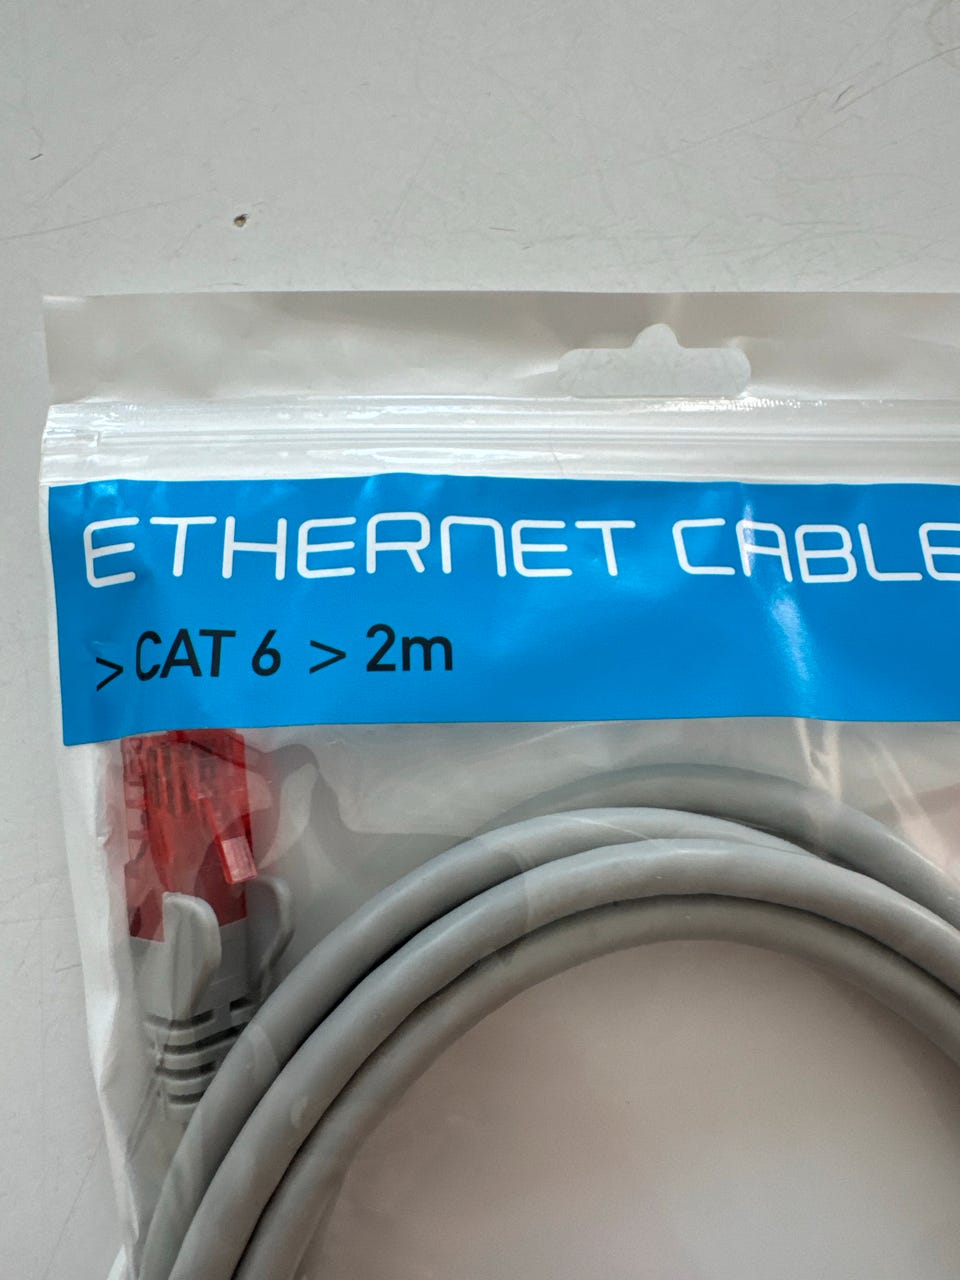 ETHERNET CABLE
> CAT 6 > 2m